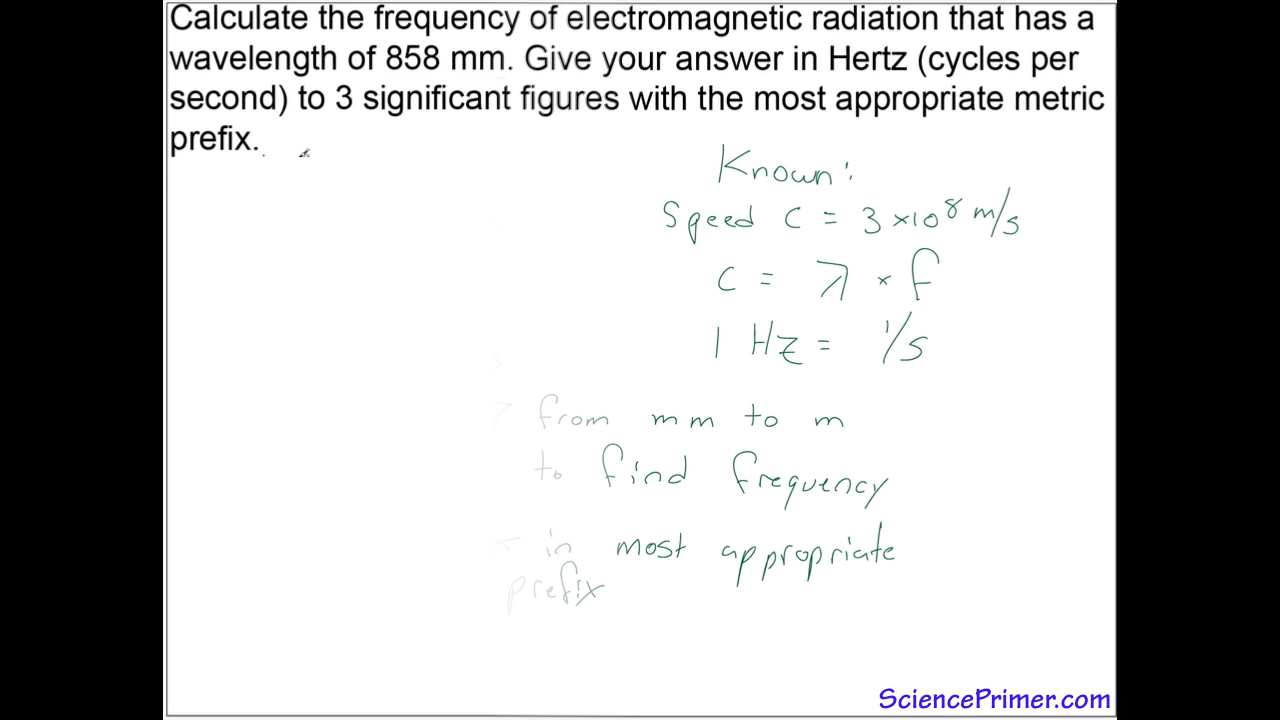 Calculate the frequency of electromagnetic radiation that has a
wavelength of 858 mm. Give your answer in Hertz (cycles per
second) to 3 significant figures with the most appropriate metric
prefix.
Known:
Speed c = 3 ×10⁸ m/s
c = λ × f
1 Hz = 1/s
from mm to m
to find frequency
in most appropriate
prefix
SciencePrimer.com